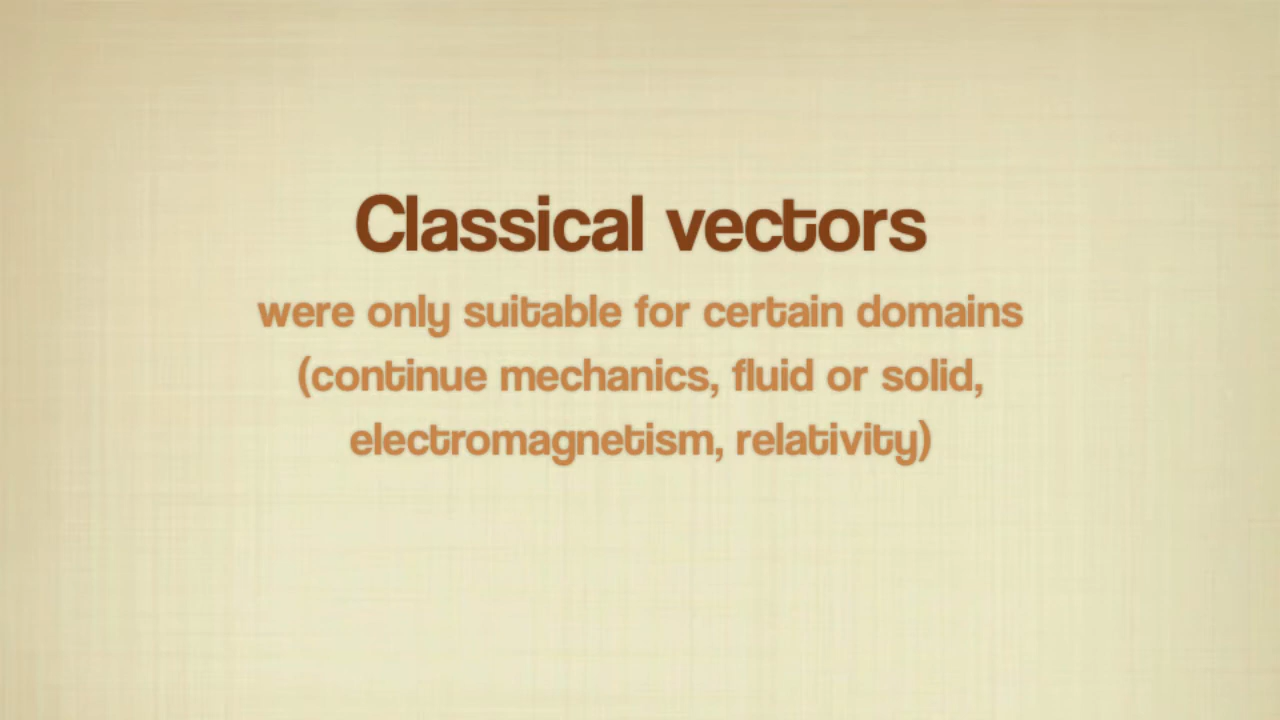 Classical vectors
were only suitable for certain domains
(continue mechanics, fluid or solid,
electromagnetism, relativity)